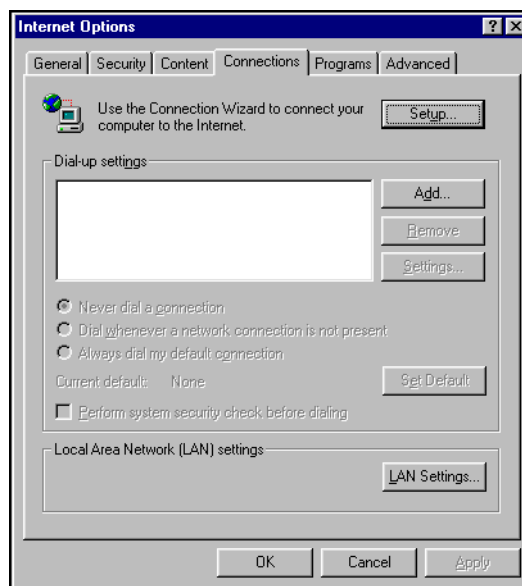 Internet Options
General Security Content Connections Programs Advanced
Use the Connection Wizard to connect your
computer to the Internet.
Setup...
Dial-up settings
Add...
Remove
Settings...
Never dial a connection
Dial whenever a network connection is not present
Always dial my default connection
Current default: None
Set Default
Perform system security check before dialing
Local Area Network (LAN) settings
LAN Settings...
OK Cancel Apply